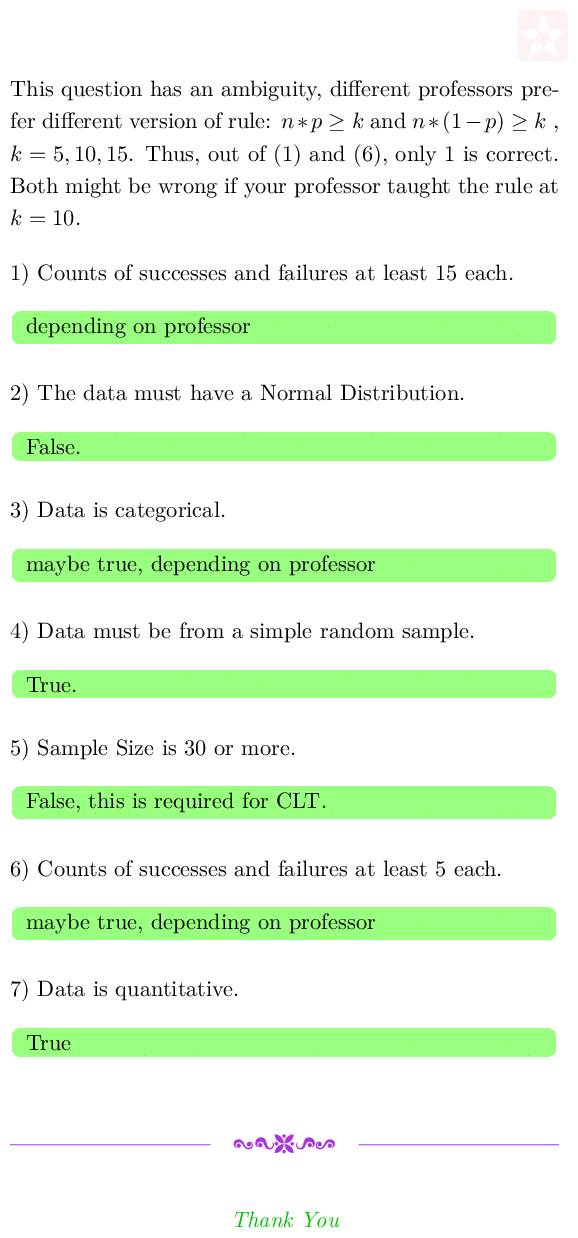 This question has an ambiguity, different professors pre-
fer different version of rule: n ∗ p ≥ k and n ∗ (1 − p) ≥ k ,
k = 5, 10, 15. Thus, out of (1) and (6), only 1 is correct.
Both might be wrong if your professor taught the rule at
k = 10.
1) Counts of successes and failures at least 15 each.
depending on professor
2) The data must have a Normal Distribution.
False.
3) Data is categorical.
maybe true, depending on professor
4) Data must be from a simple random sample.
True.
5) Sample Size is 30 or more.
False, this is required for CLT.
6) Counts of successes and failures at least 5 each.
maybe true, depending on professor
7) Data is quantitative.
True
Thank You